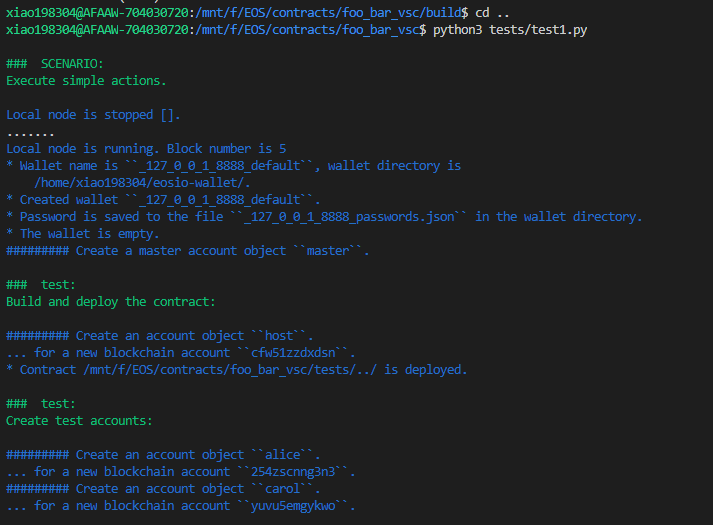 xiao198304@AFAAW-704030720:/mnt/f/EOS/contracts/foo_bar_vsc/build$ cd ..
xiao198304@AFAAW-704030720:/mnt/f/EOS/contracts/foo_bar_vsc$ python3 tests/test1.py
###  SCENARIO:
Execute simple actions.
Local node is stopped [].
.......
Local node is running. Block number is 5
* Wallet name is ``_127_0_0_1_8888_default``, wallet directory is
    /home/xiao198304/eosio-wallet/.
* Created wallet ``_127_0_0_1_8888_default``.
* Password is saved to the file ``_127_0_0_1_8888_passwords.json`` in the wallet directory.
* The wallet is empty.
######### Create a master account object ``master``.
###  test:
Build and deploy the contract:
######### Create an account object ``host``.
... for a new blockchain account ``cfw51zzdxdsn``.
* Contract /mnt/f/EOS/contracts/foo_bar_vsc/tests/../ is deployed.
###  test:
Create test accounts:
######### Create an account object ``alice``.
... for a new blockchain account ``254zscnng3n3``.
######### Create an account object ``carol``.
... for a new blockchain account ``yuvu5emgykwo``.